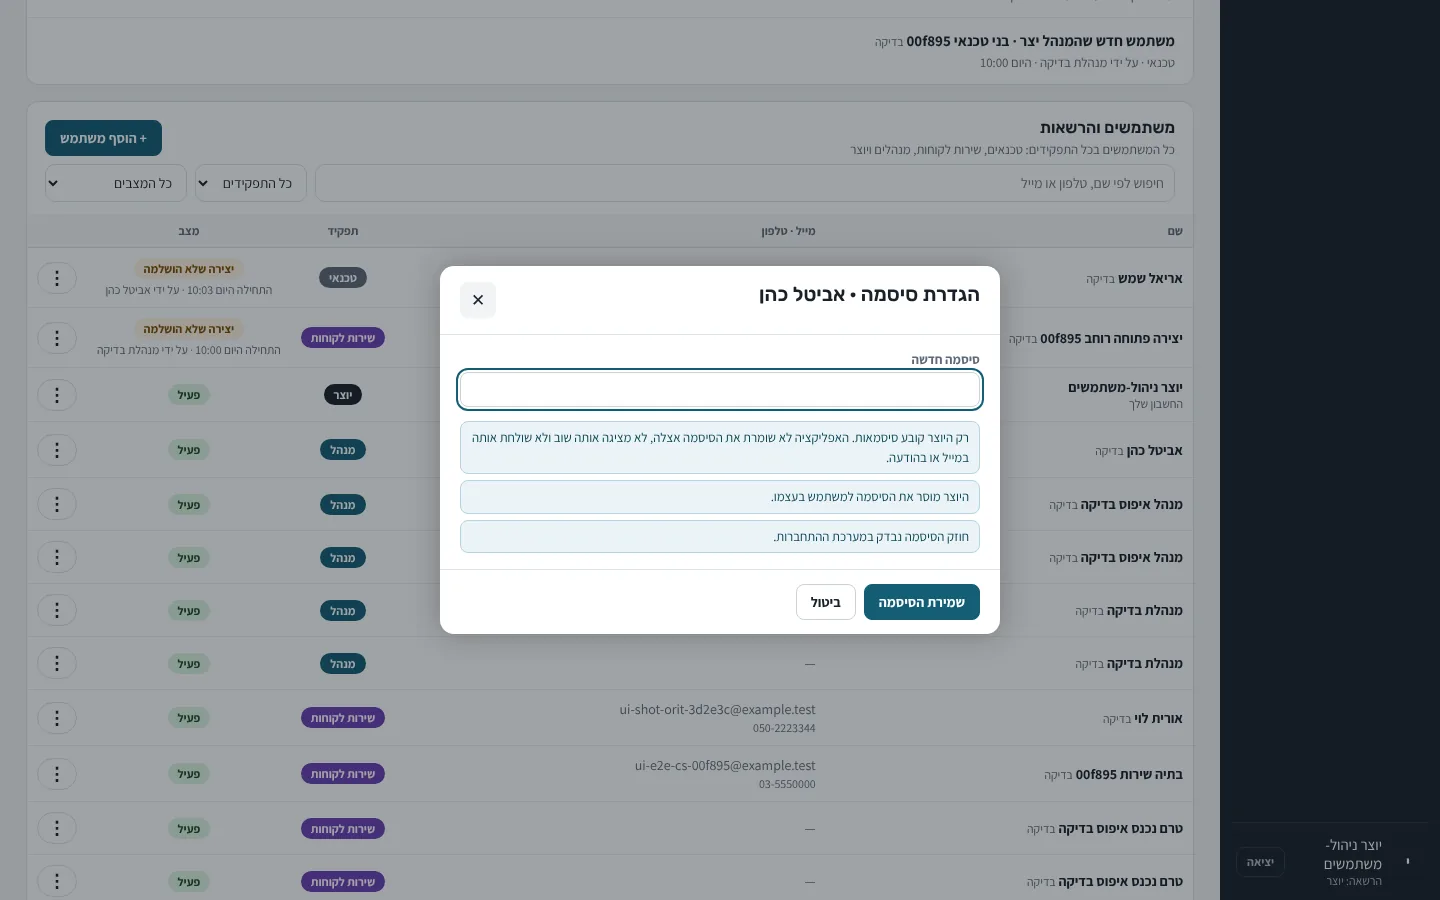 משתמש חדש שהמנהל יצר · בני טכנאי 00f895 בדיקה
טכנאי · על ידי מנהלת בדיקה · היום 10:00
משתמשים והרשאות
כל המשתמשים בכל התפקידים: טכנאים, שירות לקוחות, מנהלים ויוצר
+ הוסף משתמש
חיפוש לפי שם, טלפון או מייל
כל התפקידים
כל המצבים
שם
מייל · טלפון
תפקיד
מצב
אריאל שמש בדיקה
טכנאי
יצירה שלא הושלמה
התחילה היום 10:03 · על ידי אביטל כהן
יצירה פתוחה רוחב 00f895 בדיקה
שירות לקוחות
יצירה שלא הושלמה
התחילה היום 10:00 · על ידי מנהלת בדיקה
יוצר ניהול-משתמשים
החשבון שלך
יוצר
פעיל
אביטל כהן בדיקה
מנהל
פעיל
מנהל איפוס בדיקה בדיקה
מנהל
פעיל
מנהל איפוס בדיקה בדיקה
מנהל
פעיל
מנהלת בדיקה בדיקה
מנהל
פעיל
מנהלת בדיקה בדיקה
—
מנהל
פעיל
אורית לוי בדיקה
ui-shot-orit-3d2e3c@example.test
050-2223344
שירות לקוחות
פעיל
בתיה שירות 00f895 בדיקה
ui-e2e-cs-00f895@example.test
03-5550000
שירות לקוחות
פעיל
טרם נכנס איפוס בדיקה בדיקה
—
שירות לקוחות
פעיל
טרם נכנס איפוס בדיקה בדיקה
—
שירות לקוחות
פעיל
הגדרת סיסמה • אביטל כהן
✕
סיסמה חדשה
רק היוצר קובע סיסמאות. האפליקציה לא שומרת את הסיסמה אצלה, לא מציגה אותה שוב ולא שולחת אותה
במייל או בהודעה.
היוצר מוסר את הסיסמה למשתמש בעצמו.
חוזק הסיסמה נבדק במערכת ההתחברות.
שמירת הסיסמה
ביטול
יוצר ניהול-
משתמשים
הרשאה: יוצר
יציאה